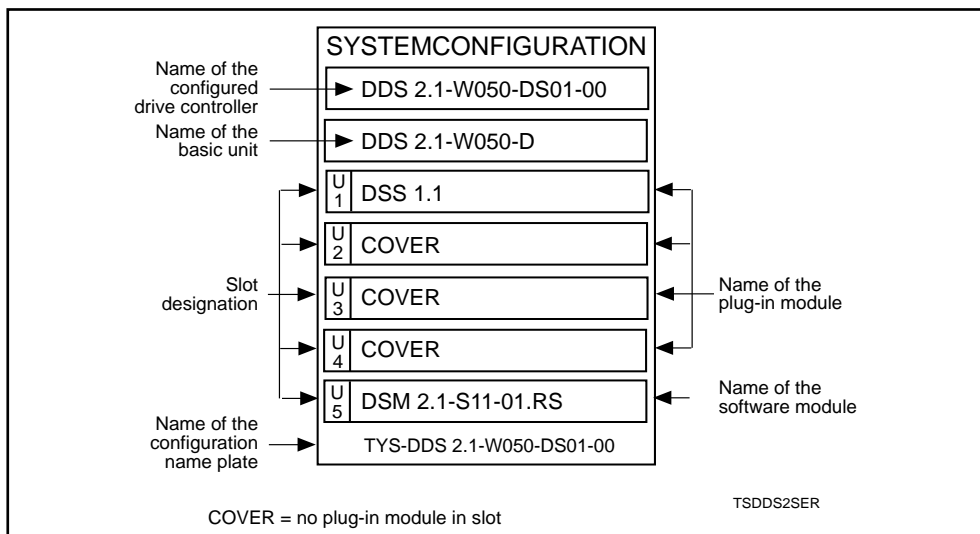 SYSTEMCONFIGURATION
Name of the
configured
drive controller
DDS 2.1-W050-DS01-00
Name of the
basic unit
DDS 2.1-W050-D
U
1
DSS 1.1
U
2
COVER
Slot
designation
U
3
COVER
Name of the
plug-in module
U
4
COVER
U
5
DSM 2.1-S11-01.RS
Name of the
software module
Name of the
configuration
name plate
TYS-DDS 2.1-W050-DS01-00
TSDDS2SER
COVER = no plug-in module in slot